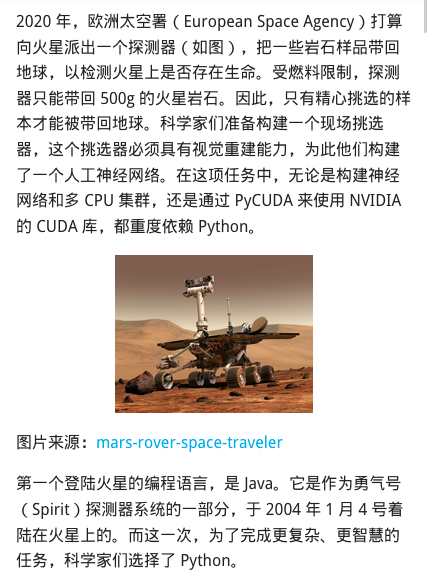 2020 年，欧洲太空署（European Space Agency）打算
向火星派出一个探测器（如图），把一些岩石样品带回
地球，以检测火星上是否存在生命。受燃料限制，探测
器只能带回 500g 的火星岩石。因此，只有精心挑选的样
本才能被带回地球。科学家们准备构建一个现场挑选
器，这个挑选器必须具有视觉重建能力，为此他们构建
了一个人工神经网络。在这项任务中，无论是构建神经
网络和多 CPU 集群，还是通过 PyCUDA 来使用 NVIDIA
的 CUDA 库，都重度依赖 Python。
图片来源：mars-rover-space-traveler
第一个登陆火星的编程语言，是 Java。它是作为勇气号
（Spirit）探测器系统的一部分，于 2004 年 1 月 4 号着
陆在火星上的。而这一次，为了完成更复杂、更智慧的
任务，科学家们选择了 Python。